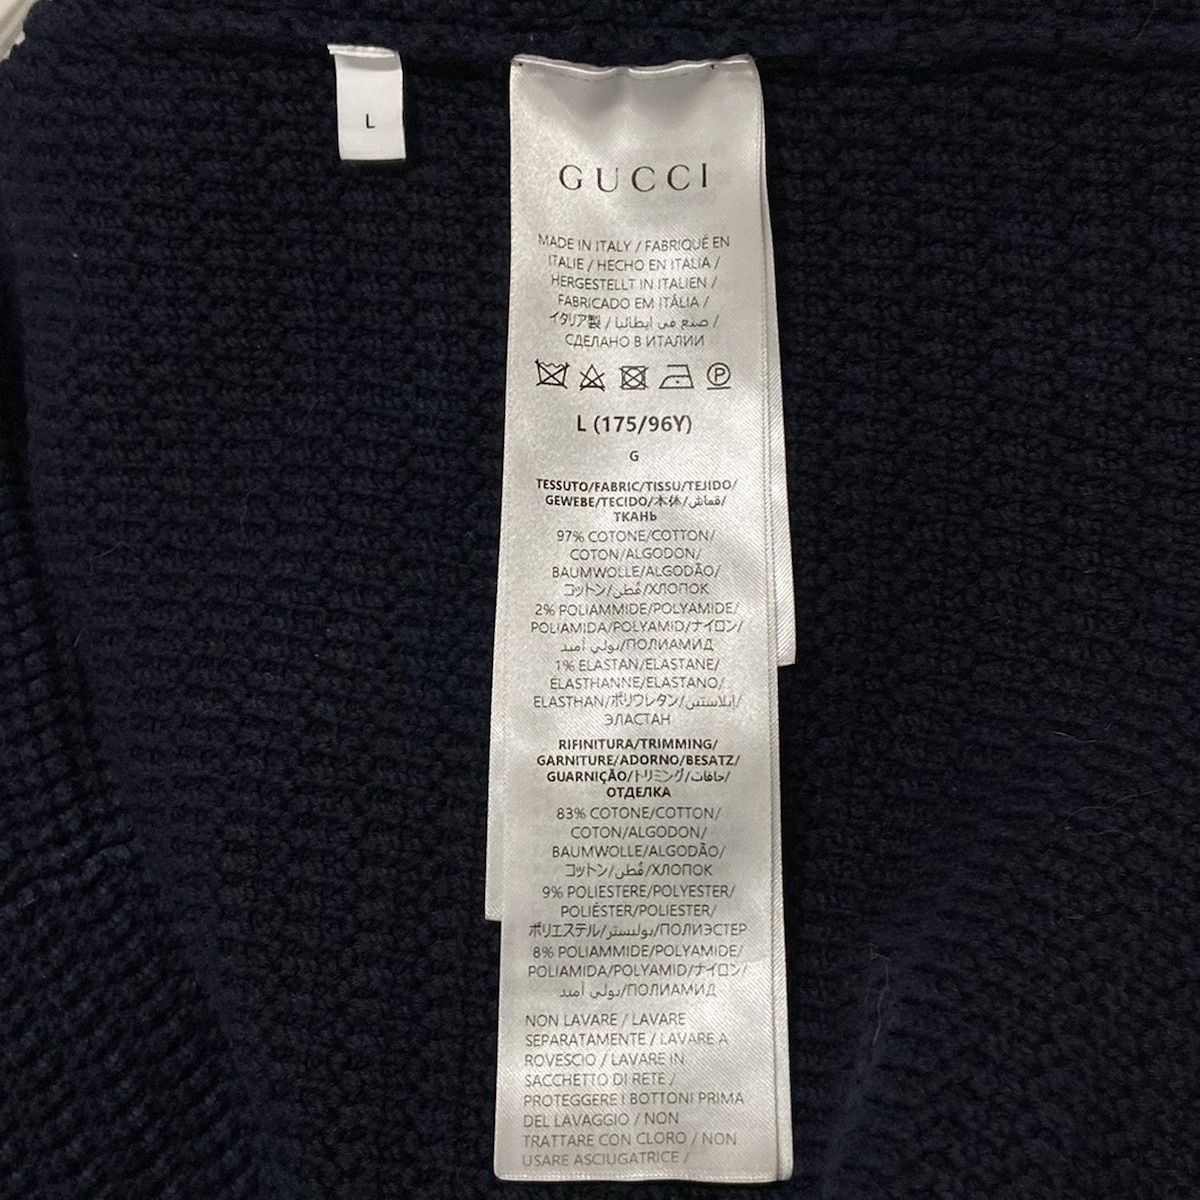 L
GUCCI
MADE IN ITALY / FABRIQUÉ EN
ITALIE / HECHO EN ITALIA /
HERGESTELLT IN ITALIEN /
FABRICADO EM ITÁLIA /
イタリア製 / صنع في ايطاليا /
СДЕЛАНО В ИТАЛИИ
P
L (175/96Y)
G
TESSUTO/FABRIC/TISSU/TEJIDO/
GEWEBE/TECIDO/本体/قماش/
ТКАНЬ
97% COTONE/COTTON/
COTON/ALGODON/
BAUMWOLLE/ALGODÃO/
コットン/قُطن/ХЛОПОК
2% POLIAMMIDE/POLYAMIDE/
POLIAMIDA/POLYAMID/ナイロン/
بولي أميد/ПОЛИАМИД
1% ELASTAN/ELASTANE/
ÉLASTHANNE/ELASTANO/
ELASTHAN/ポリウレタン/إيلاستين/
ЭЛАСТАН
RIFINITURA/TRIMMING/
GARNITURE/ADORNO/BESATZ/
GUARNIÇÃO/トリミング/حافات/
ОТДЕЛКА
83% COTONE/COTTON/
COTON/ALGODON/
BAUMWOLLE/ALGODÃO/
コットン/قُطن/ХЛОПОК
9% POLIESTERE/POLYESTER/
POLIÉSTER/POLIESTER/
ポリエステル/بوليستر/ПОЛИЭСТЕР
8% POLIAMMIDE/POLYAMIDE/
POLIAMIDA/POLYAMID/ナイロン/
بولي أميد/ПОЛИАМИД
NON LAVARE / LAVARE
SEPARATAMENTE / LAVARE A
ROVESCIO / LAVARE IN
SACCHETTO DI RETE /
PROTEGGERE I BOTTONI PRIMA
DEL LAVAGGIO / NON
TRATTARE CON CLORO / NON
USARE ASCIUGATRICE /